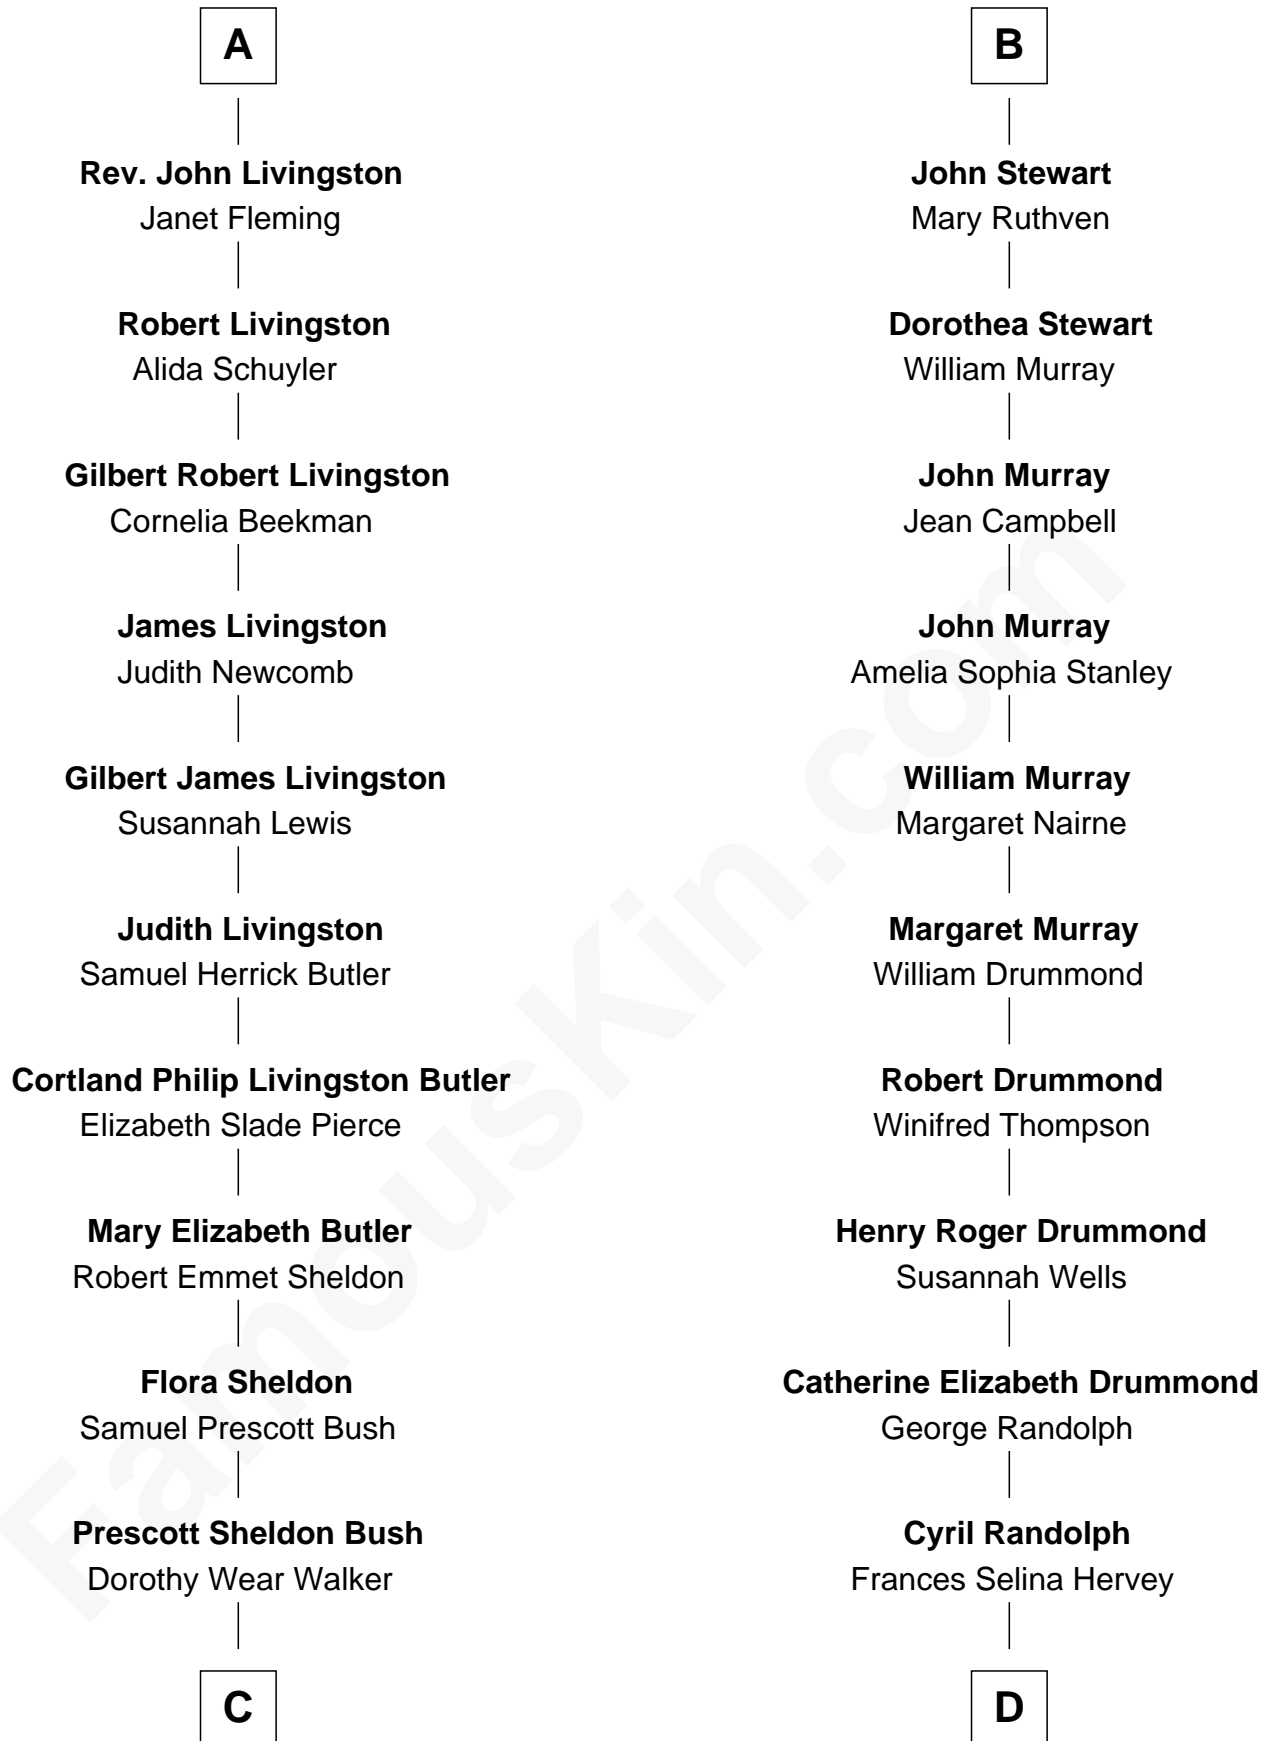 A
Rev. John Livingston
Janet Fleming
Robert Livingston
Alida Schuyler
Gilbert Robert Livingston
Cornelia Beekman
James Livingston
Judith Newcomb
Gilbert James Livingston
Susannah Lewis
Judith Livingston
Samuel Herrick Butler
Cortland Philip Livingston Butler
Elizabeth Slade Pierce
Mary Elizabeth Butler
Robert Emmet Sheldon
Flora Sheldon
Samuel Prescott Bush
Prescott Sheldon Bush
Dorothy Wear Walker
C
B
John Stewart
Mary Ruthven
Dorothea Stewart
William Murray
John Murray
Jean Campbell
John Murray
Amelia Sophia Stanley
William Murray
Margaret Nairne
Margaret Murray
William Drummond
Robert Drummond
Winifred Thompson
Henry Roger Drummond
Susannah Wells
Catherine Elizabeth Drummond
George Randolph
Cyril Randolph
Frances Selina Hervey
D
FamousKin.com